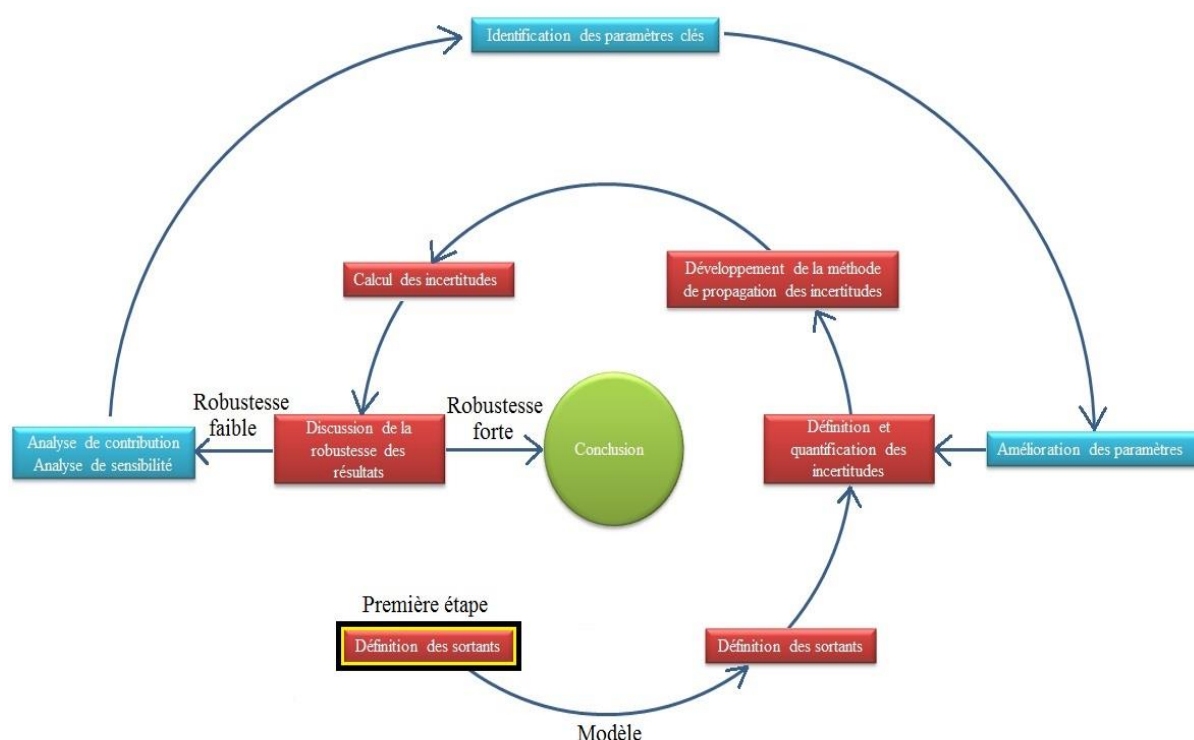 Identification des paramètres clés
Développement de la méthode
de propagation des incertitudes
Calcul des incertitudes
Robustesse
faible
Robustesse
forte
Analyse de contribution
Analyse de sensibilité
Discussion de la
robustesse des
résultats
Conclusion
Définition et
quantification des
incertitudes
Amélioration des paramètres
Première étape
Définition des sortants
Définition des sortants
Modèle